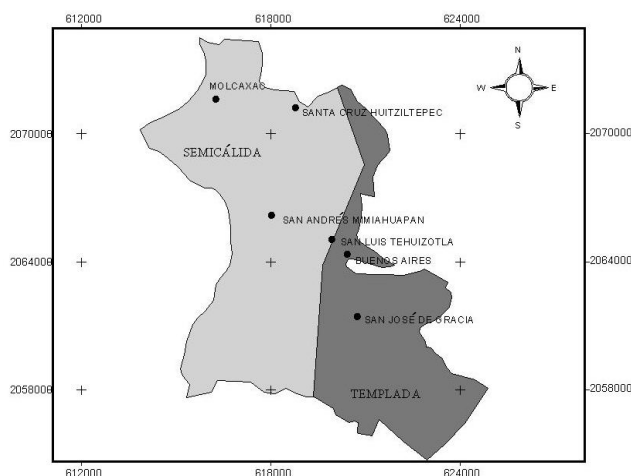 612000 618000 624000
N
W E
S
MOLCAXAC
SANTA CRUZ HUITZILTEPEC
2070000 2070000
SEMICÁLIDA
SAN ANDRÉS MIMIAHUAPAN
SAN LUIS TEHUIZOTLA
BUENOS AIRES
2064000 2064000
SAN JOSÉ DE GRACIA
2058000 2058000
TEMPLADA
612000 618000 624000